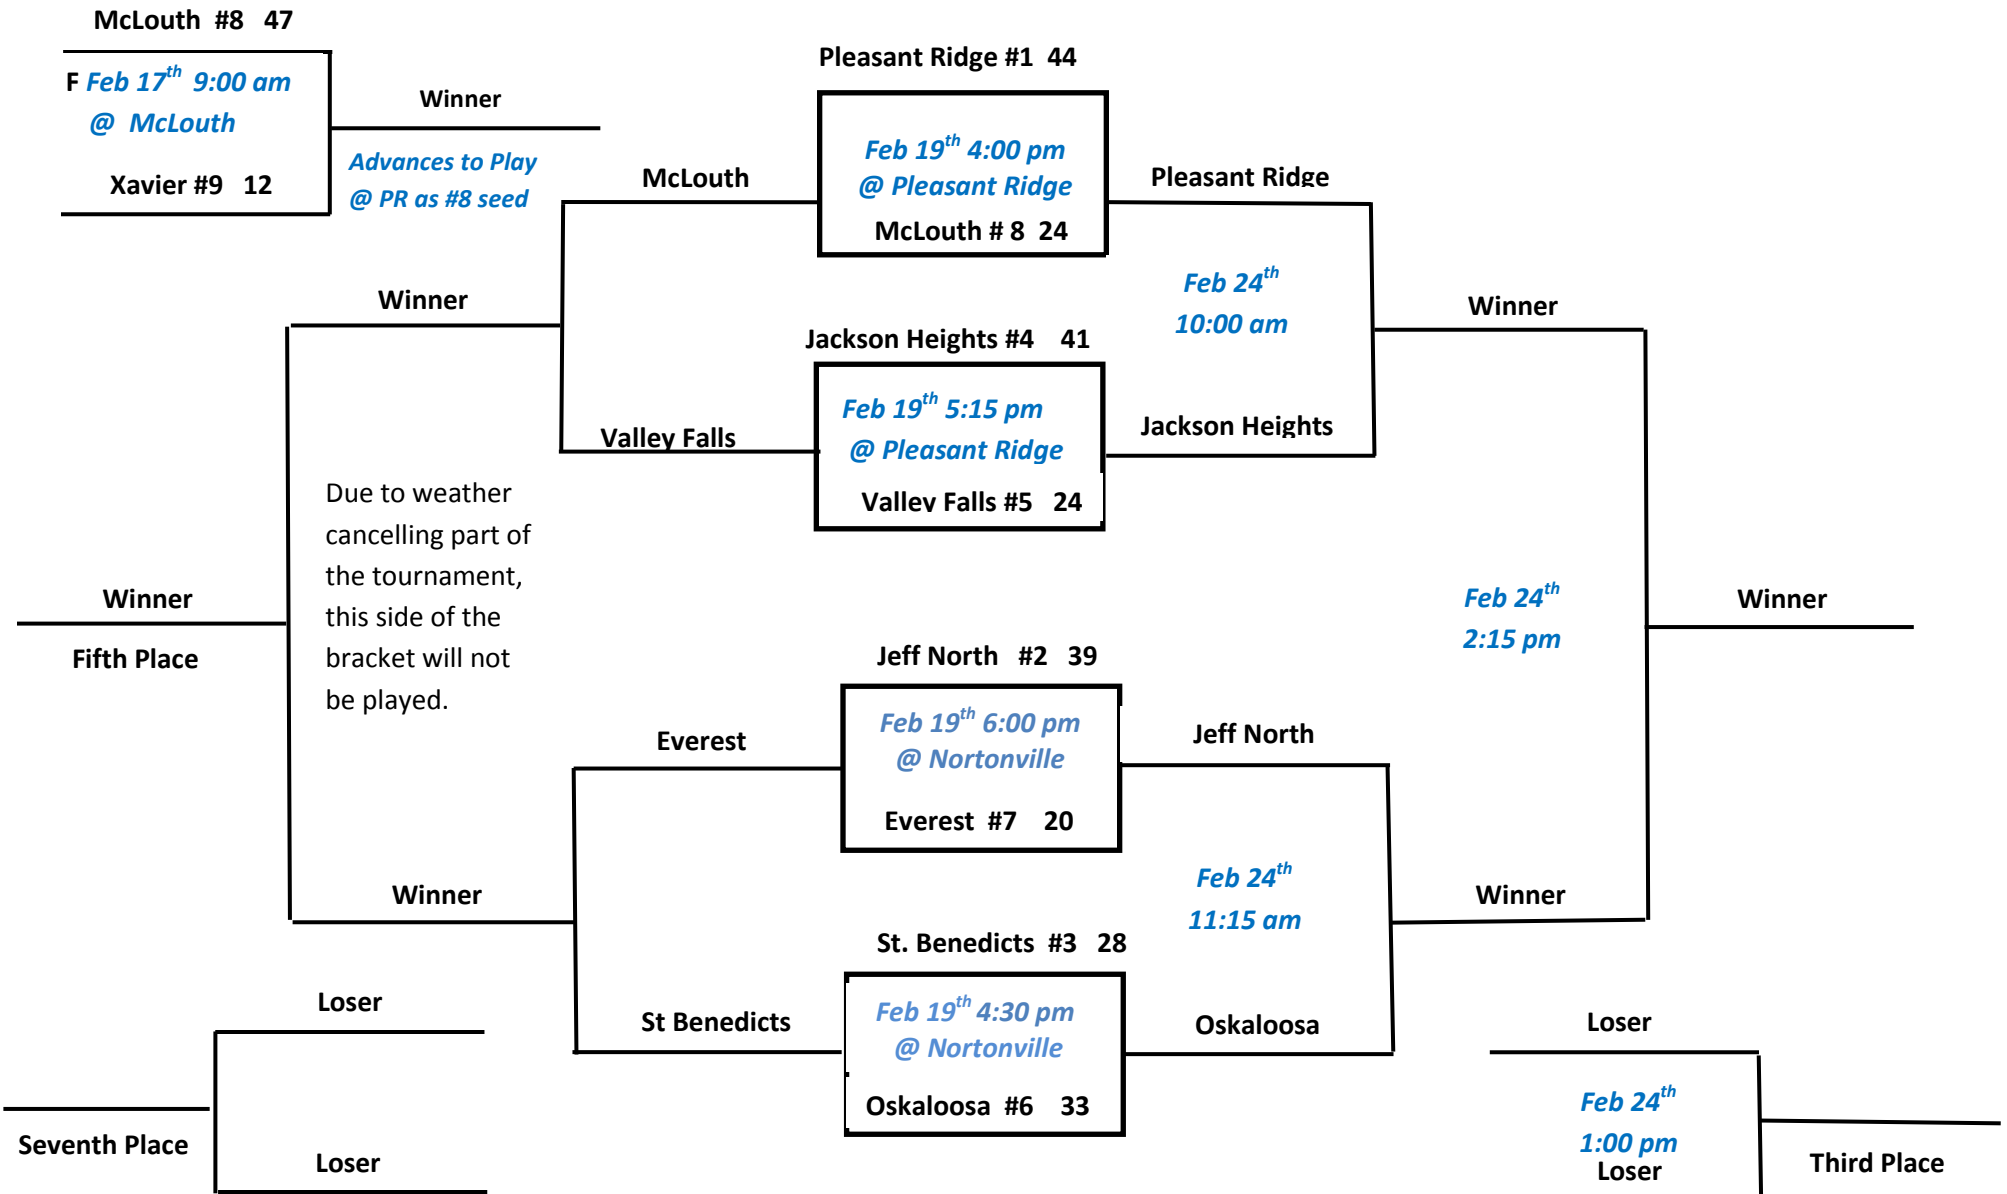 McLouth #8 47
F Feb 17th 9:00 am
@ McLouth
Xavier #9 12
Winner
Advances to Play
@ PR as #8 seed
Pleasant Ridge #1 44
Feb 19th 4:00 pm
@ Pleasant Ridge
McLouth # 8 24
McLouth
Pleasant Ridge
Winner
Feb 24th
10:00 am
Winner
Jackson Heights #4 41
Feb 19th 5:15 pm
@ Pleasant Ridge
Valley Falls #5 24
Valley Falls
Jackson Heights
Due to weather
cancelling part of
the tournament,
this side of the
bracket will not
be played.
Winner
Fifth Place
Feb 24th
2:15 pm
Winner
Jeff North #2 39
Feb 19th 6:00 pm
@ Nortonville
Everest #7 20
Everest
Jeff North
Winner
Feb 24th
11:15 am
Winner
St. Benedicts #3 28
Feb 19th 4:30 pm
@ Nortonville
Oskaloosa #6 33
St Benedicts
Oskaloosa
Loser
Seventh Place
Loser
Loser
Feb 24th
1:00 pm
Loser
Third Place